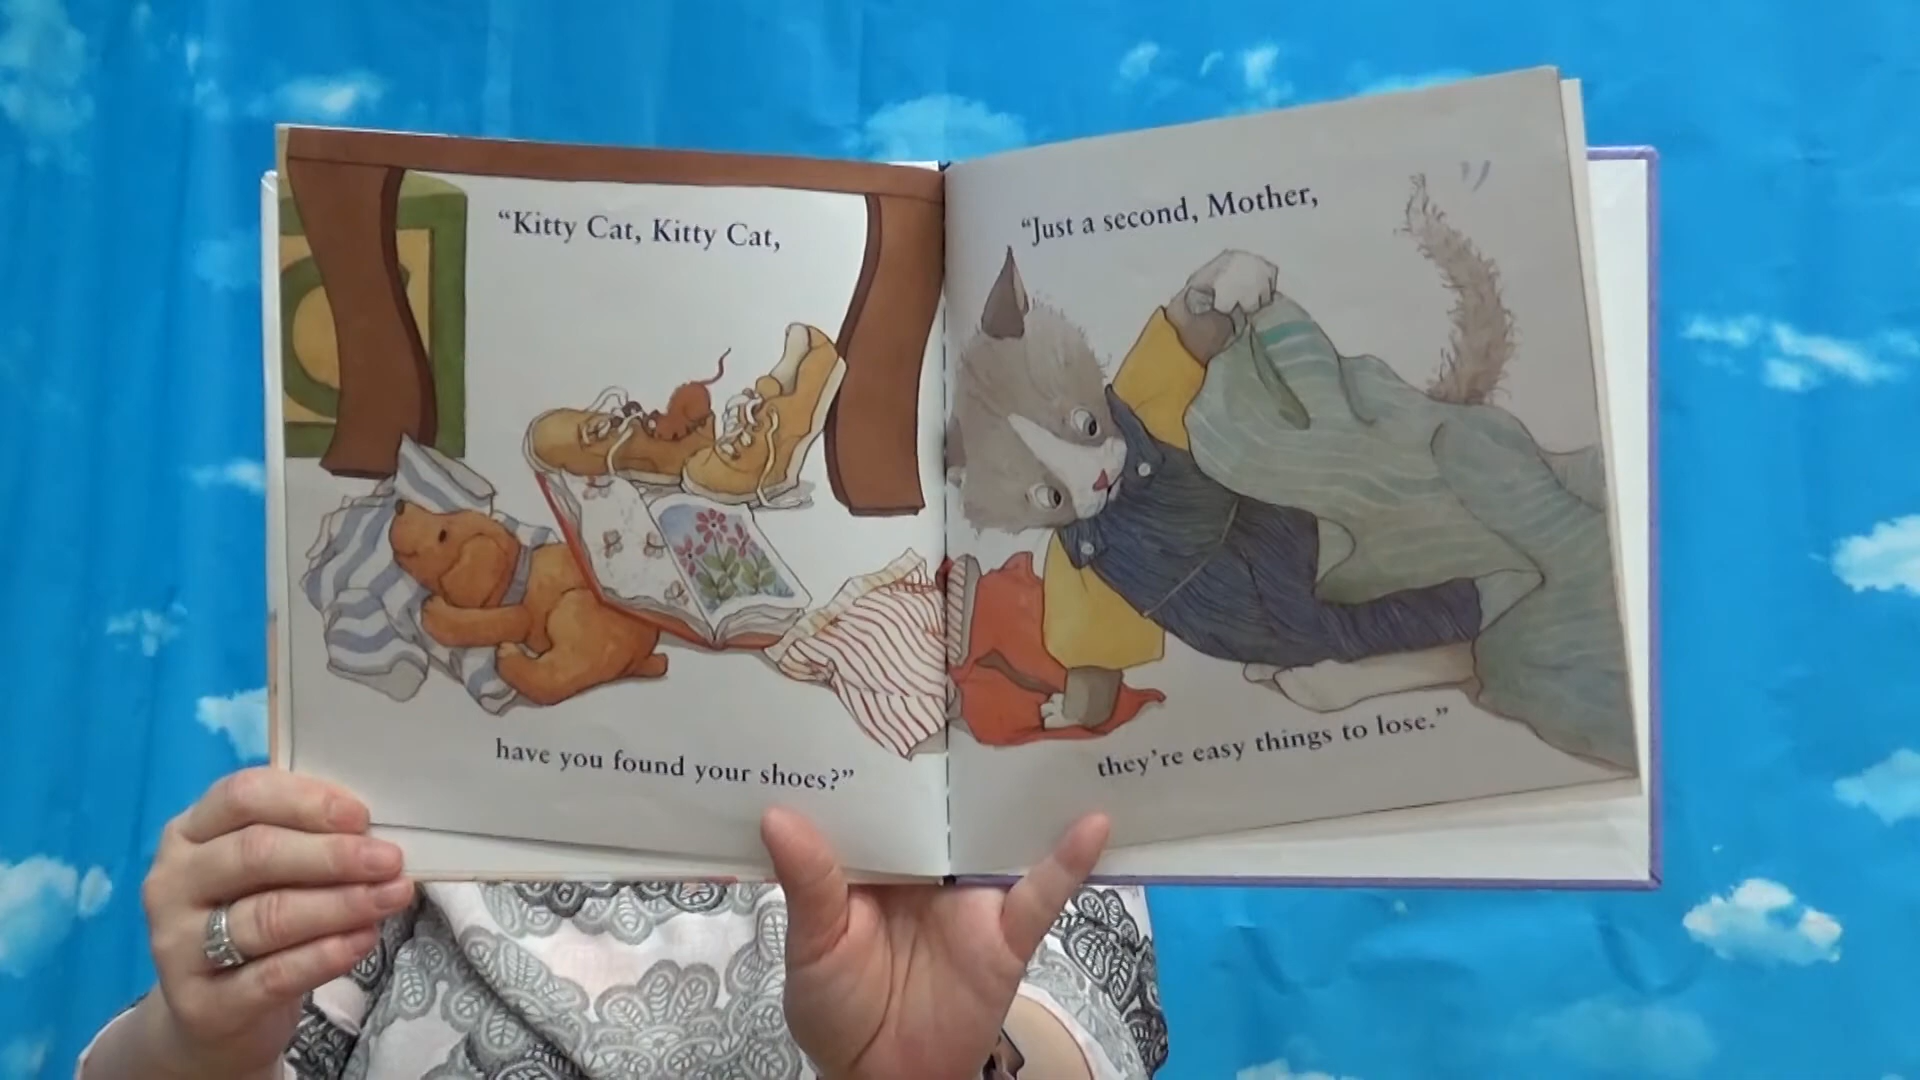 “Kitty Cat, Kitty Cat,
have you found your shoes?”
“Just a second, Mother,
they’re easy things to lose.”